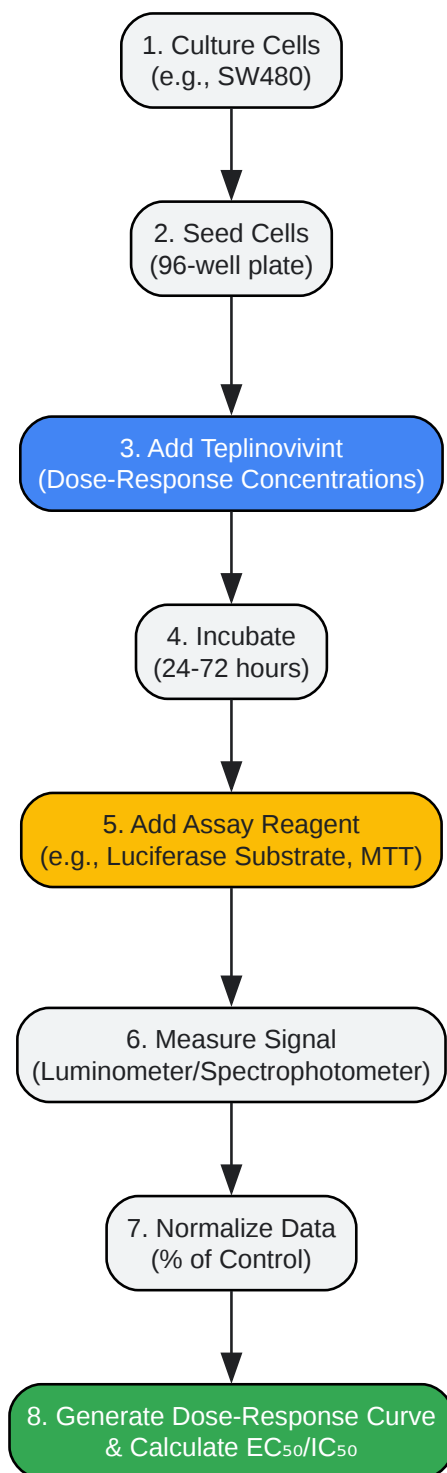 1. Culture Cells
(e.g., SW480)
2. Seed Cells
(96-well plate)
3. Add Teplinovivint
(Dose-Response Concentrations)
4. Incubate
(24-72 hours)
5. Add Assay Reagent
(e.g., Luciferase Substrate, MTT)
6. Measure Signal
(Luminometer/Spectrophotometer)
7. Normalize Data
(% of Control)
8. Generate Dose-Response Curve
& Calculate EC₅₀/IC₅₀